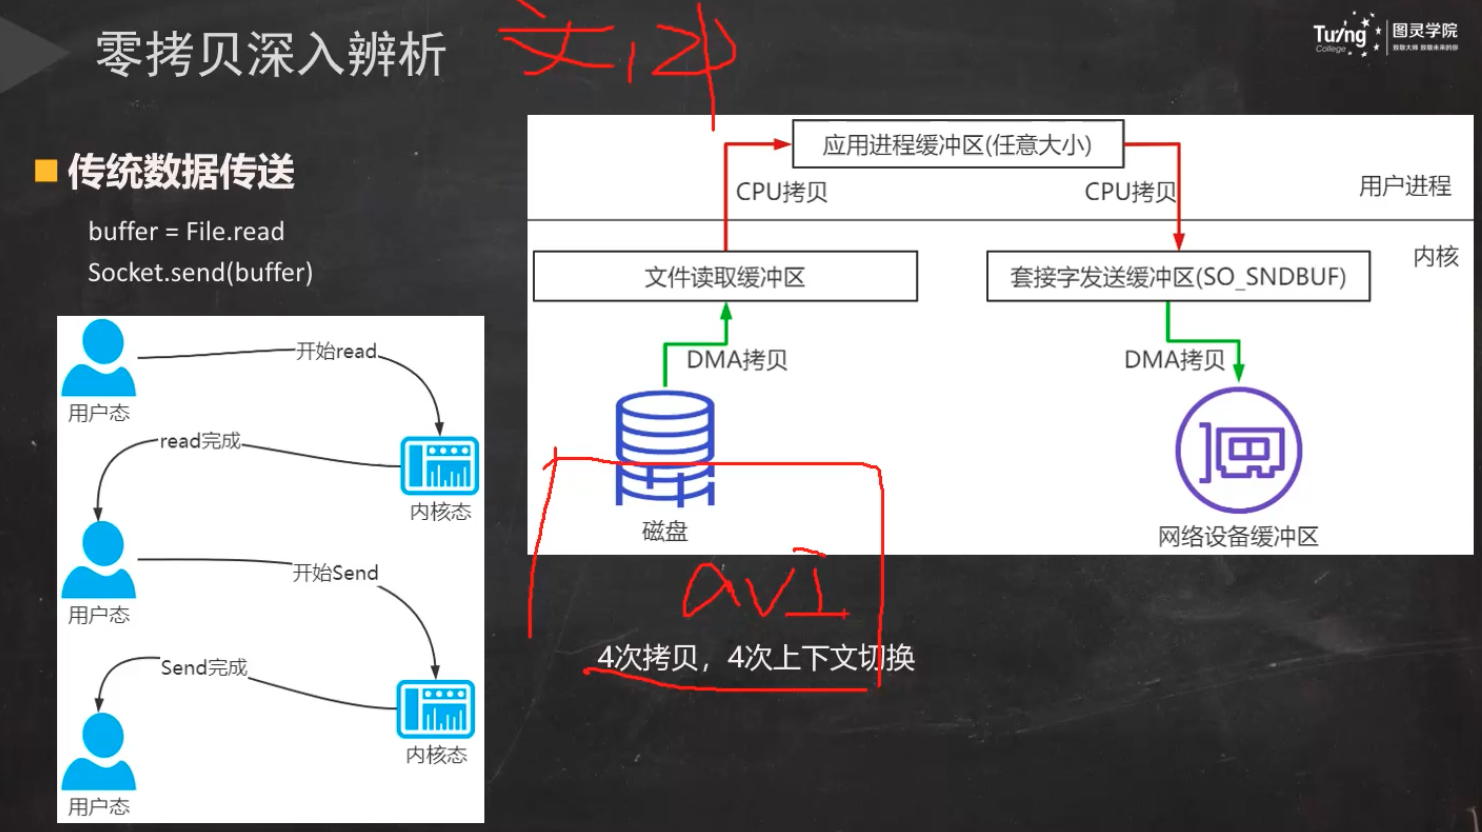 零拷贝深入辨析
Turing
College
图灵学院
传统数据传送
buffer = File.read
Socket.send(buffer)
开始read
用户态
read完成
内核态
开始Send
用户态
Send完成
内核态
用户态
应用进程缓冲区(任意大小)
CPU拷贝
CPU拷贝
用户进程
内核
文件读取缓冲区
套接字发送缓冲区(SO_SNDBUF)
DMA拷贝
DMA拷贝
磁盘
网络设备缓冲区
avi
4次拷贝，4次上下文切换